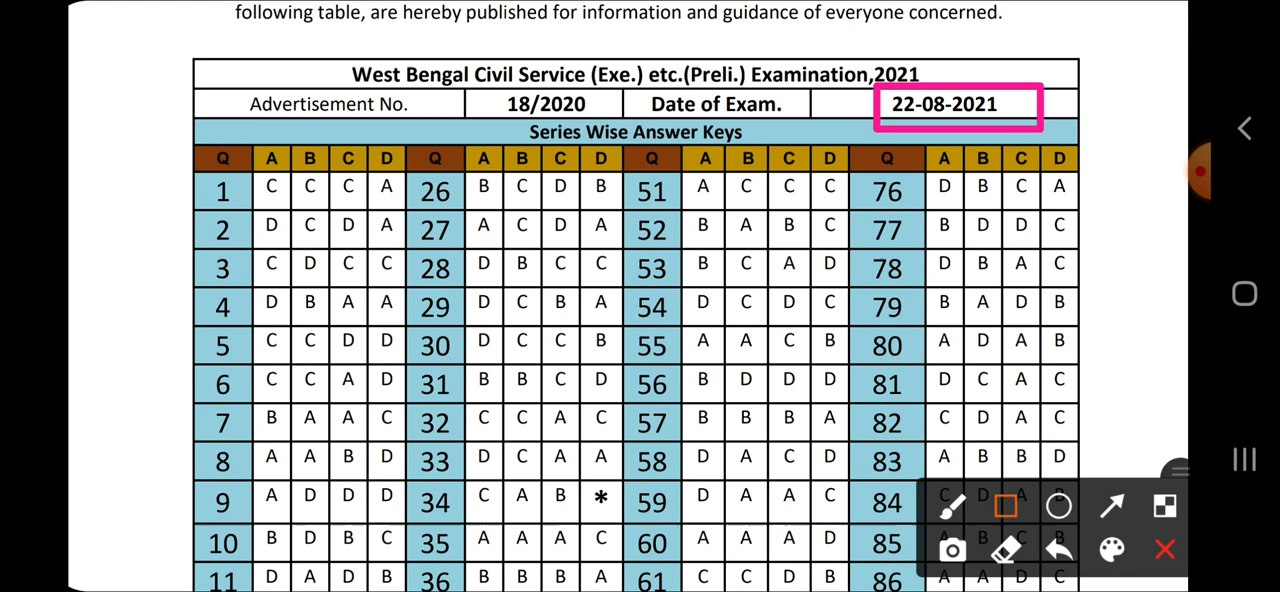 following table, are hereby published for information and guidance of everyone concerned.
West Bengal Civil Service (Exe.) etc.(Preli.) Examination,2021
Advertisement No. 18/2020 Date of Exam. 22-08-2021
Series Wise Answer Keys
Q A B C D Q A B C D Q A B C D Q A B C D
1 C C C A 26 B C D B 51 A C C C 76 D B C A
2 D C D A 27 A C D A 52 B A B C 77 B D D C
3 C D C C 28 D B C C 53 B C A D 78 D B A C
4 D B A A 29 D C B A 54 D C D C 79 B A D B
5 C C D D 30 D C C B 55 A A C B 80 A D A B
6 C C A D 31 B B C D 56 B D D D 81 D C A C
7 B A A C 32 C C A C 57 B B B A 82 C D A C
8 A A B D 33 D C A A 58 D A C D 83 A B B D
9 A D D D 34 C A B * 59 D A A C 84 C D A B
10 B D B C 35 A A A C 60 A A A D 85 A B C B
11 D A D B 36 B B B A 61 C C D B 86 A A D C